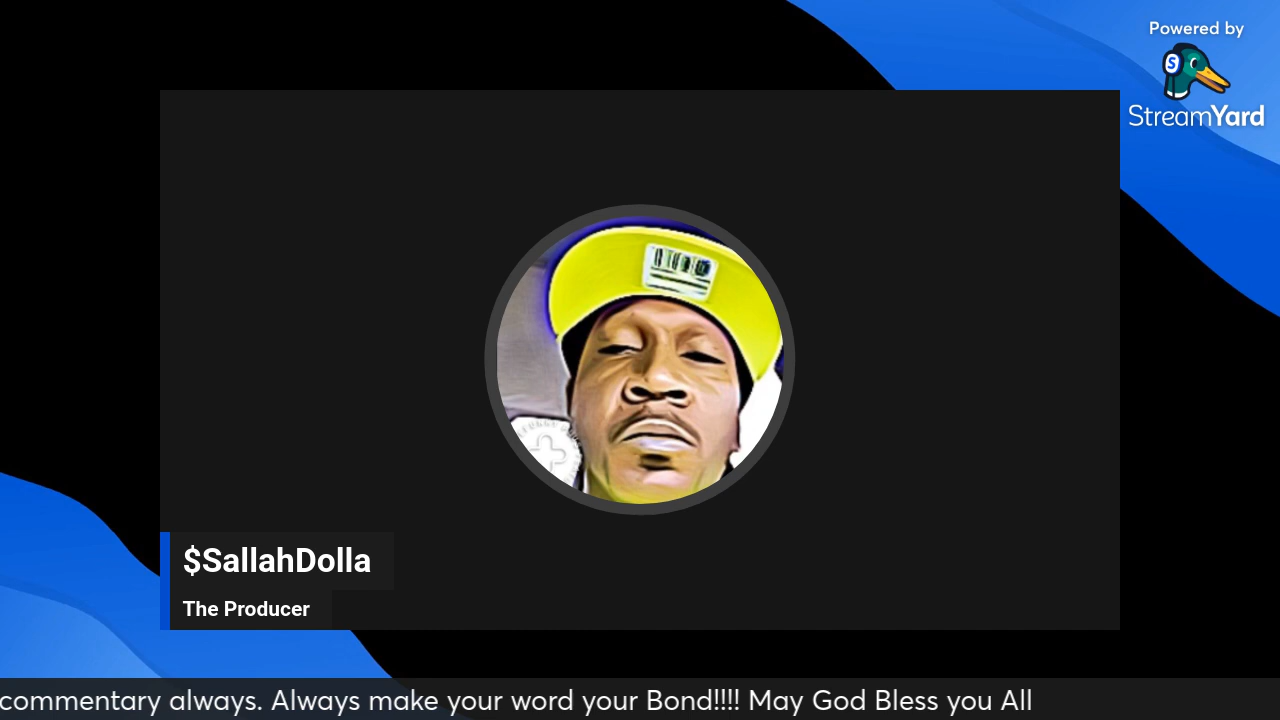 Powered by
StreamYard
$SallahDolla
The Producer
commentary always. Always make your word your Bond!!!! May God Bless you All